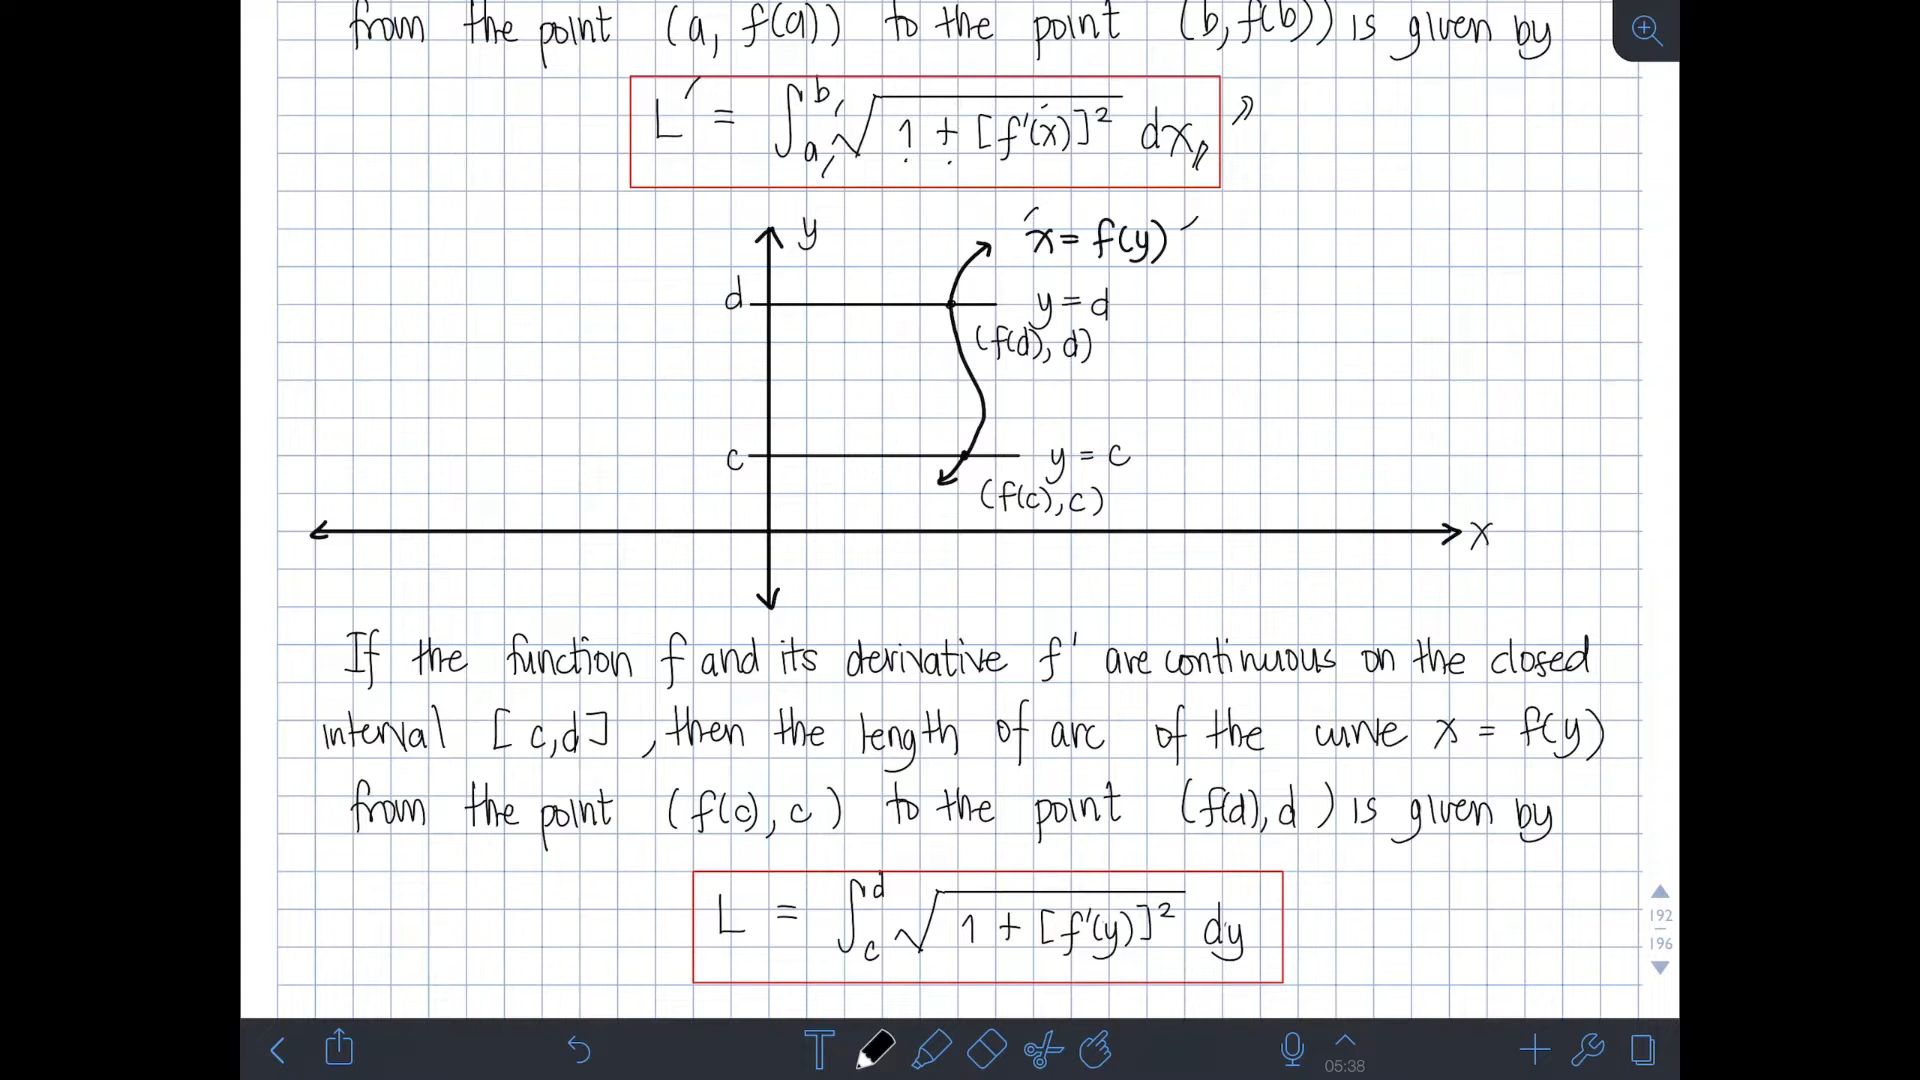 from the point (a, f(a)) to the point (b, f(b)) is given by
L = ∫_a^b √(1 + [f'(x)]²) dx
y
x = f(y)
d
y = d
(f(d), d)
c
y = c
(f(c), c)
x
If the function f and its derivative f' are continuous on the closed
interval [c,d], then the length of arc of the curve x = f(y)
from the point (f(c), c) to the point (f(d), d) is given by
L = ∫_c^d √(1 + [f'(y)]²) dy
192
196
T
05:38